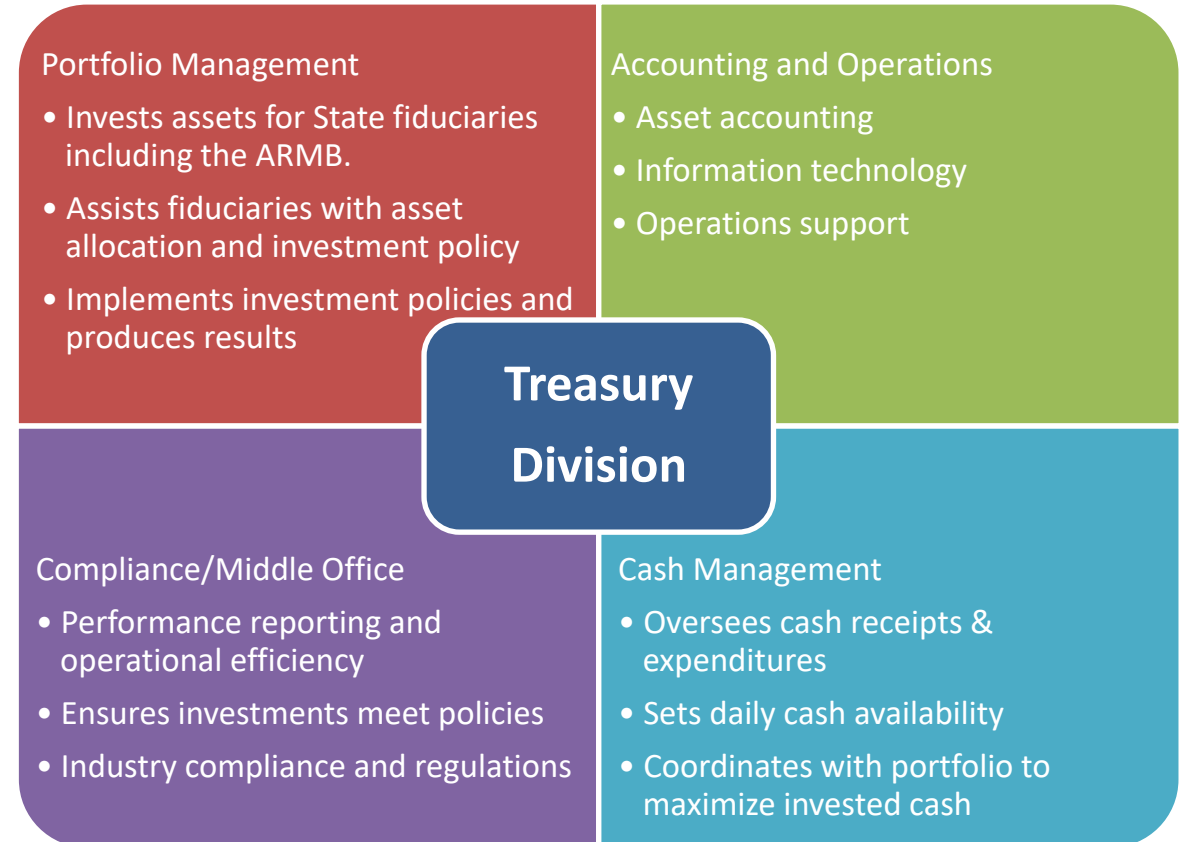 Portfolio Management
• Invests assets for State fiduciaries
including the ARMB.
• Assists fiduciaries with asset
allocation and investment policy
• Implements investment policies and
produces results
Accounting and Operations
• Asset accounting
• Information technology
• Operations support
Treasury
Division
Compliance/Middle Office
• Performance reporting and
operational efficiency
• Ensures investments meet policies
• Industry compliance and regulations
Cash Management
• Oversees cash receipts &
expenditures
• Sets daily cash availability
• Coordinates with portfolio to
maximize invested cash